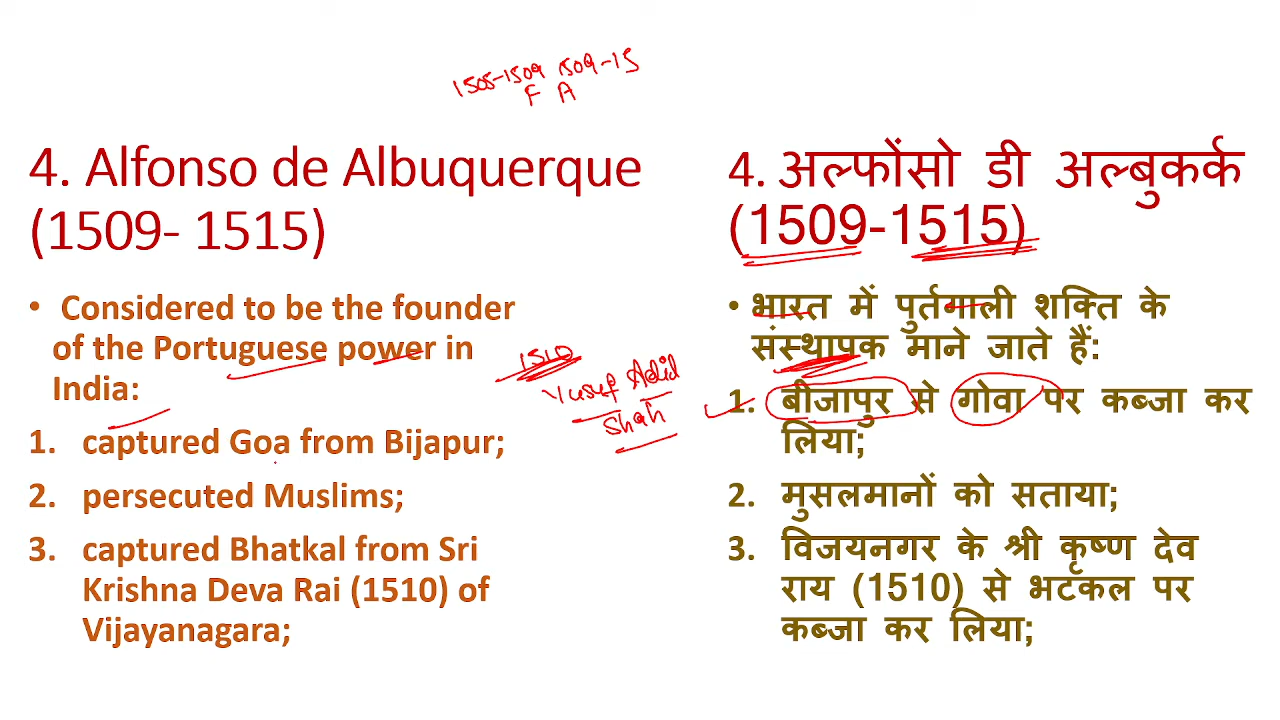 1505-1509 1509-15
F A
4. Alfonso de Albuquerque
(1509- 1515)
• Considered to be the founder
of the Portuguese power in
India:
1. captured Goa from Bijapur;
2. persecuted Muslims;
3. captured Bhatkal from Sri
Krishna Deva Rai (1510) of
Vijayanagara;
1510
Yusuf Adid
Shah
4. अल्फोंसो डी अल्बुकर्क
(1509-1515)
• भारत में पुर्तगाली शक्ति के
संस्थापक माने जाते हैं:
1. बीजापुर से गोवा पर कब्जा कर
लिया;
2. मुसलमानों को सताया;
3. विजयनगर के श्री कृष्ण देव
राय (1510) से भटकल पर
कब्जा कर लिया;